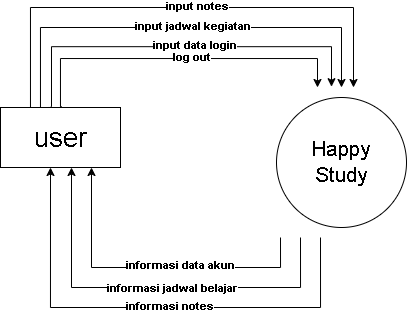 input notes
input jadwal kegiatan
input data login
log out
user
Happy
Study
informasi data akun
informasi jadwal belajar
informasi notes